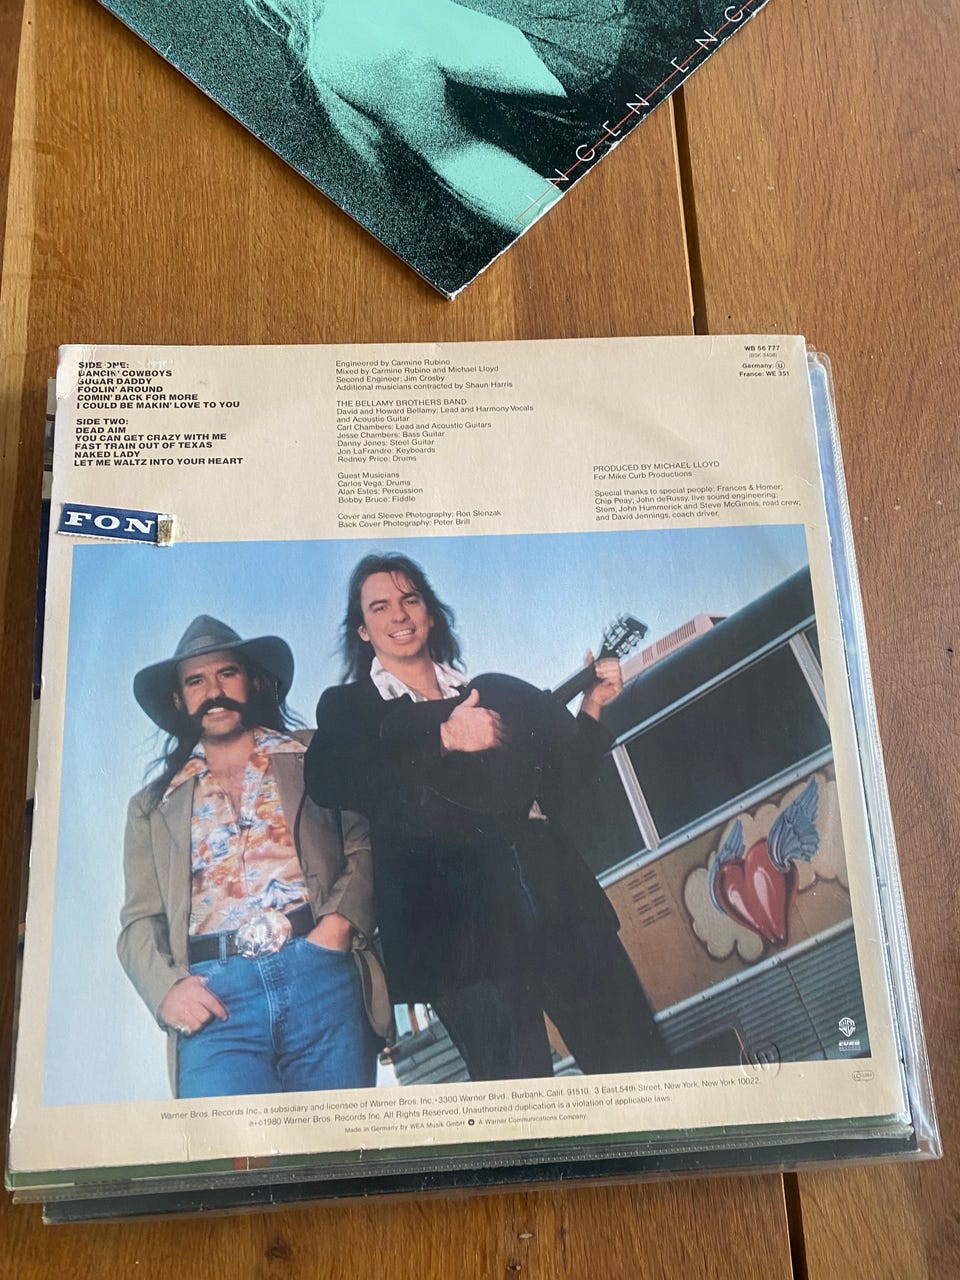 INCENENC
SIDE ONE:
DANCIN' COWBOYS
SUGAR DADDY
FOOLIN' AROUND
COMIN' BACK FOR MORE
I COULD BE MAKIN' LOVE TO YOU
SIDE TWO:
DEAD AIM
YOU CAN GET CRAZY WITH ME
FAST TRAIN OUT OF TEXAS
NAKED LADY
LET ME WALTZ INTO YOUR HEART
FON
Engineered by Carmine Rubino
Mixed by Carmine Rubino and Michael Lloyd
Second Engineer: Jim Crosby
Additional musicians contracted by Shaun Harris
THE BELLAMY BROTHERS BAND
David and Howard Bellamy: Lead and Harmony Vocals
and Acoustic Guitar
Carl Chambers: Lead and Acoustic Guitars
Jesse Chambers: Bass Guitar
Danny Jones: Steel Guitar
Jon LaFrandre: Keyboards
Rodney Price: Drums
Guest Musicians
Carlos Vega: Drums
Alan Estes: Percussion
Bobby Bruce: Fiddle
Cover and Sleeve Photography: Ron Slenzak
Back Cover Photography: Peter Brill
WB 56 777
(BSK 3408)
Germany: U
France: WE 351
PRODUCED BY MICHAEL LLOYD
For Mike Curb Productions
Special thanks to special people: Frances & Homer;
Chip Peay; John deRussy, live sound engineering;
Stem, John Hummerick and Steve McGinnis, road crew;
and David Jennings, coach driver.
CURB
Warner Bros. Records Inc., a subsidiary and licensee of Warner Bros. Inc. • 3300 Warner Blvd., Burbank, Calif. 91510, 3 East 54th Street, New York, New York 10022.
℗+©1980 Warner Bros. Records Inc. All Rights Reserved. Unauthorized duplication is a violation of applicable laws.
Made in Germany by WEA Musik GmbH A Warner Communications Company.